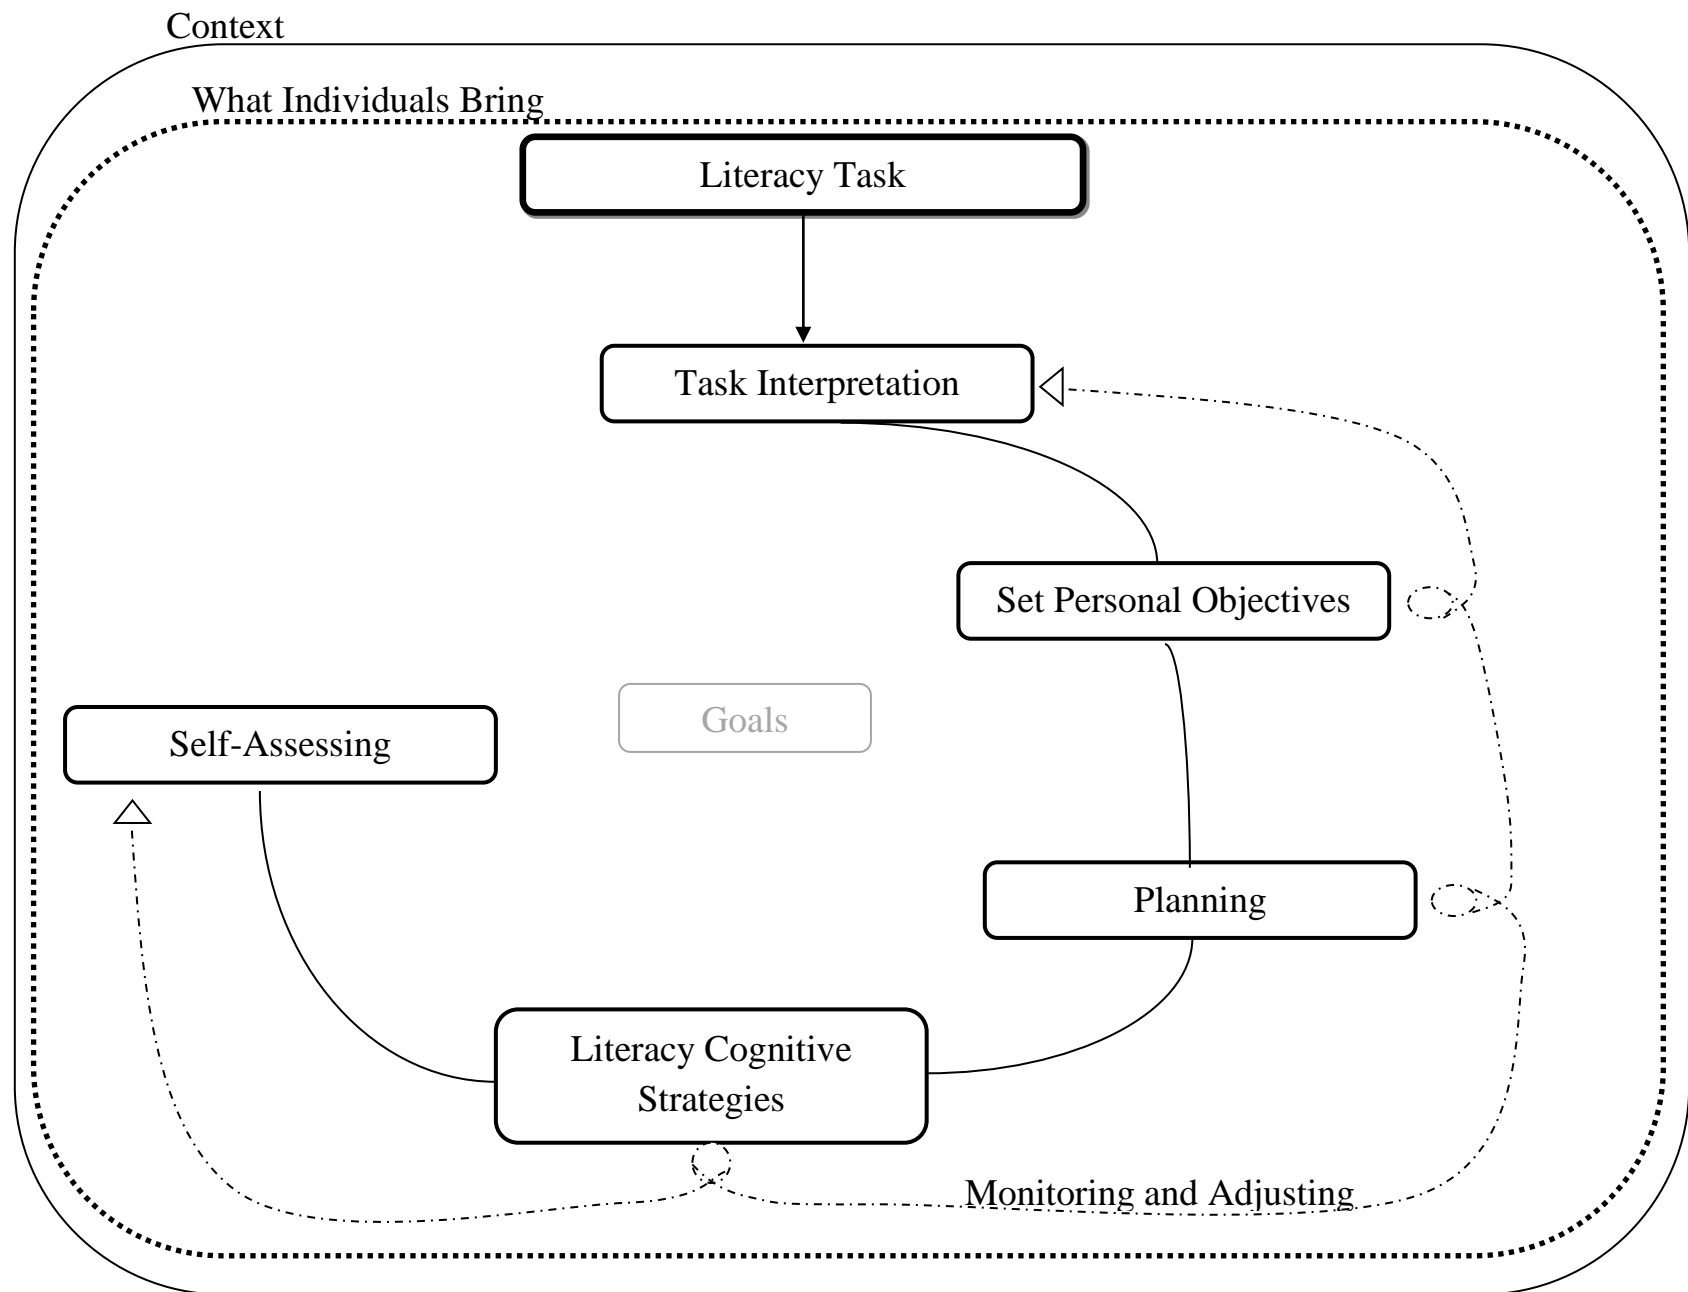 Context
What Individuals Bring
Literacy Task
Task Interpretation
Set Personal Objectives
Goals
Self-Assessing
Planning
Literacy Cognitive
Strategies
Monitoring and Adjusting